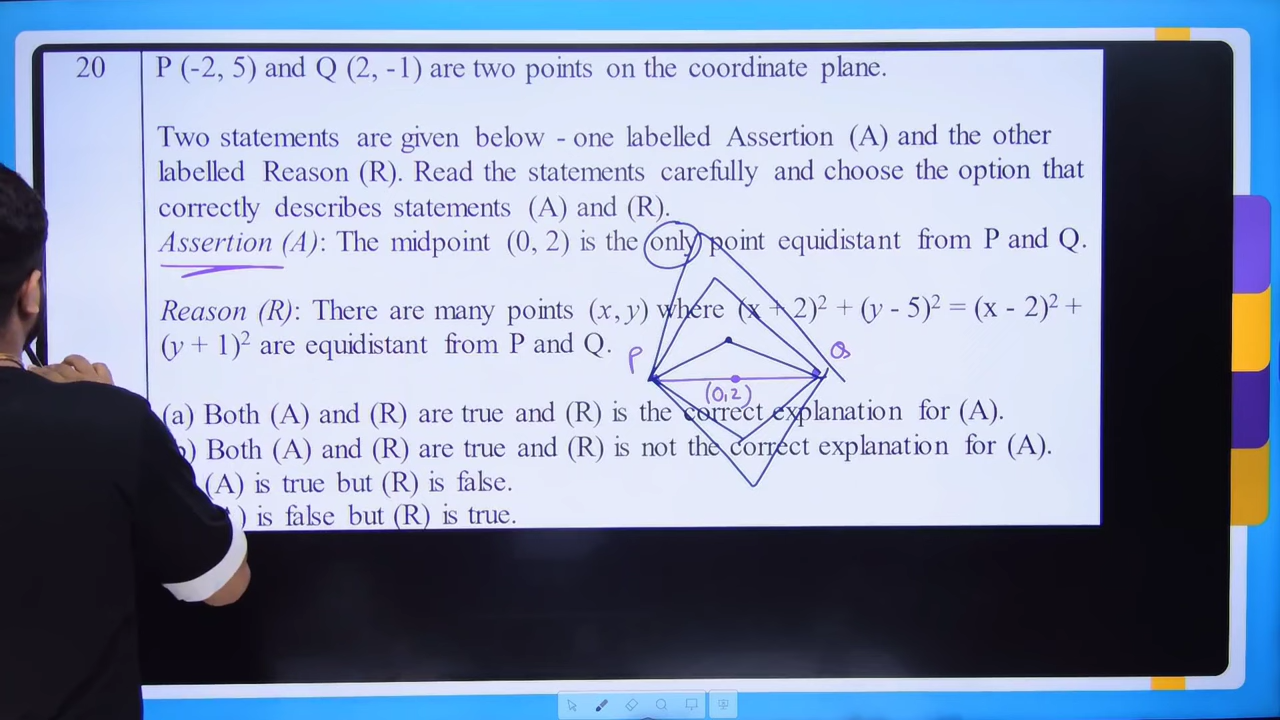 20 P (-2, 5) and Q (2, -1) are two points on the coordinate plane.
Two statements are given below - one labelled Assertion (A) and the other
labelled Reason (R). Read the statements carefully and choose the option that
correctly describes statements (A) and (R).
Assertion (A): The midpoint (0, 2) is the only point equidistant from P and Q.
Reason (R): There are many points (x, y) where (x + 2)² + (y - 5)² = (x - 2)² +
(y + 1)² are equidistant from P and Q.
P Q
(0,2)
(a) Both (A) and (R) are true and (R) is the correct explanation for (A).
) Both (A) and (R) are true and (R) is not the correct explanation for (A).
(A) is true but (R) is false.
) is false but (R) is true.